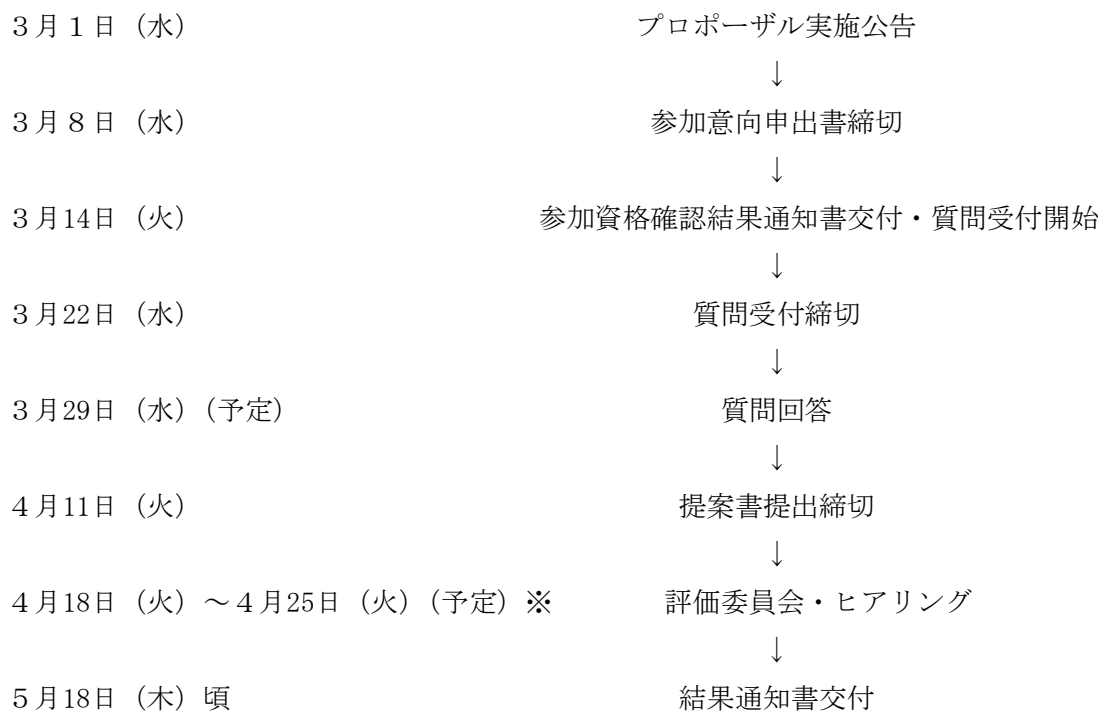 ３月１日（水） プロポーザル実施公告
↓
３月８日（水） 参加意向申出書締切
↓
３月14日（火） 参加資格確認結果通知書交付・質問受付開始
↓
３月22日（水） 質問受付締切
↓
３月29日（水）（予定） 質問回答
↓
４月11日（火） 提案書提出締切
↓
４月18日（火）～４月25日（火）（予定）※ 評価委員会・ヒアリング
↓
５月18日（木）頃 結果通知書交付